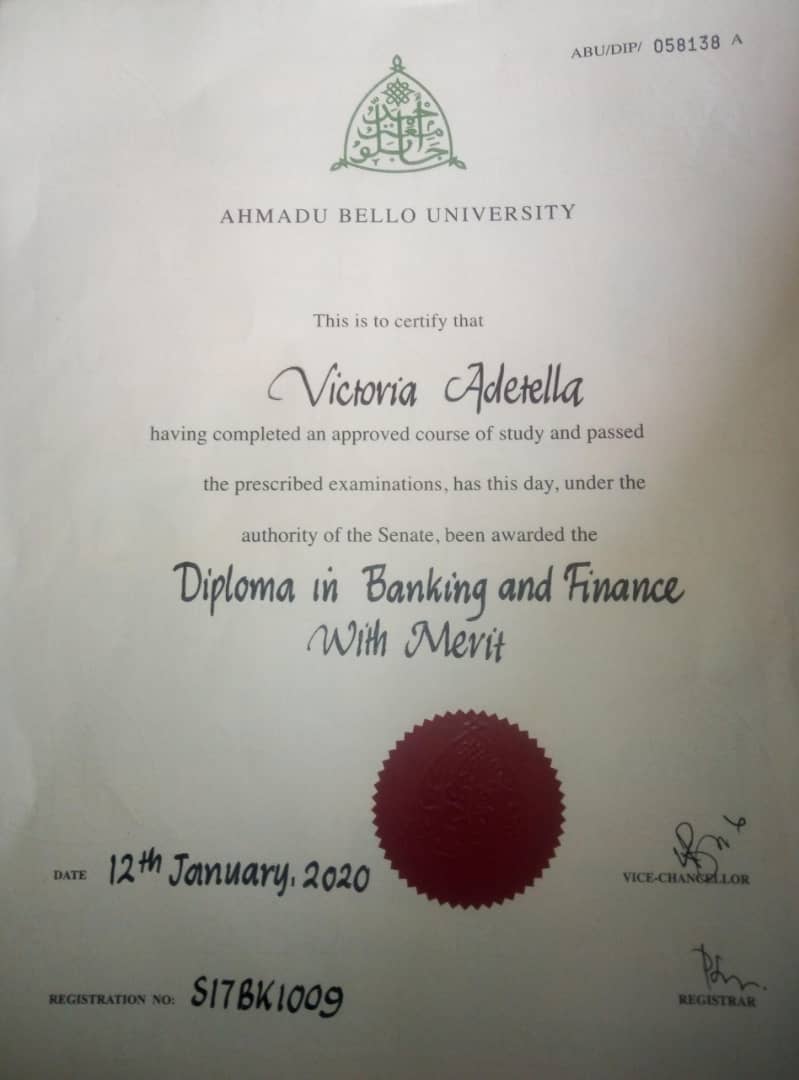 ABU/DIP/ 058138 A
AHMADU BELLO UNIVERSITY
This is to certify that
Victoria Adetella
having completed an approved course of study and passed
the prescribed examinations, has this day, under the
authority of the Senate, been awarded the
Diploma in Banking and Finance
With Merit
DATE 12th January, 2020
VICE-CHANCELLOR
REGISTRATION NO: S17BK1009
REGISTRAR